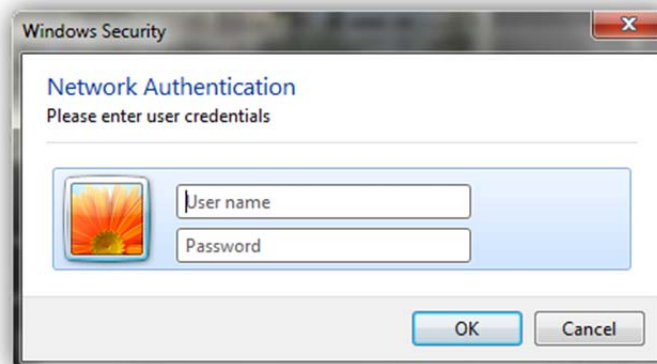 Windows Security
Network Authentication
Please enter user credentials
User name
Password
OK Cancel